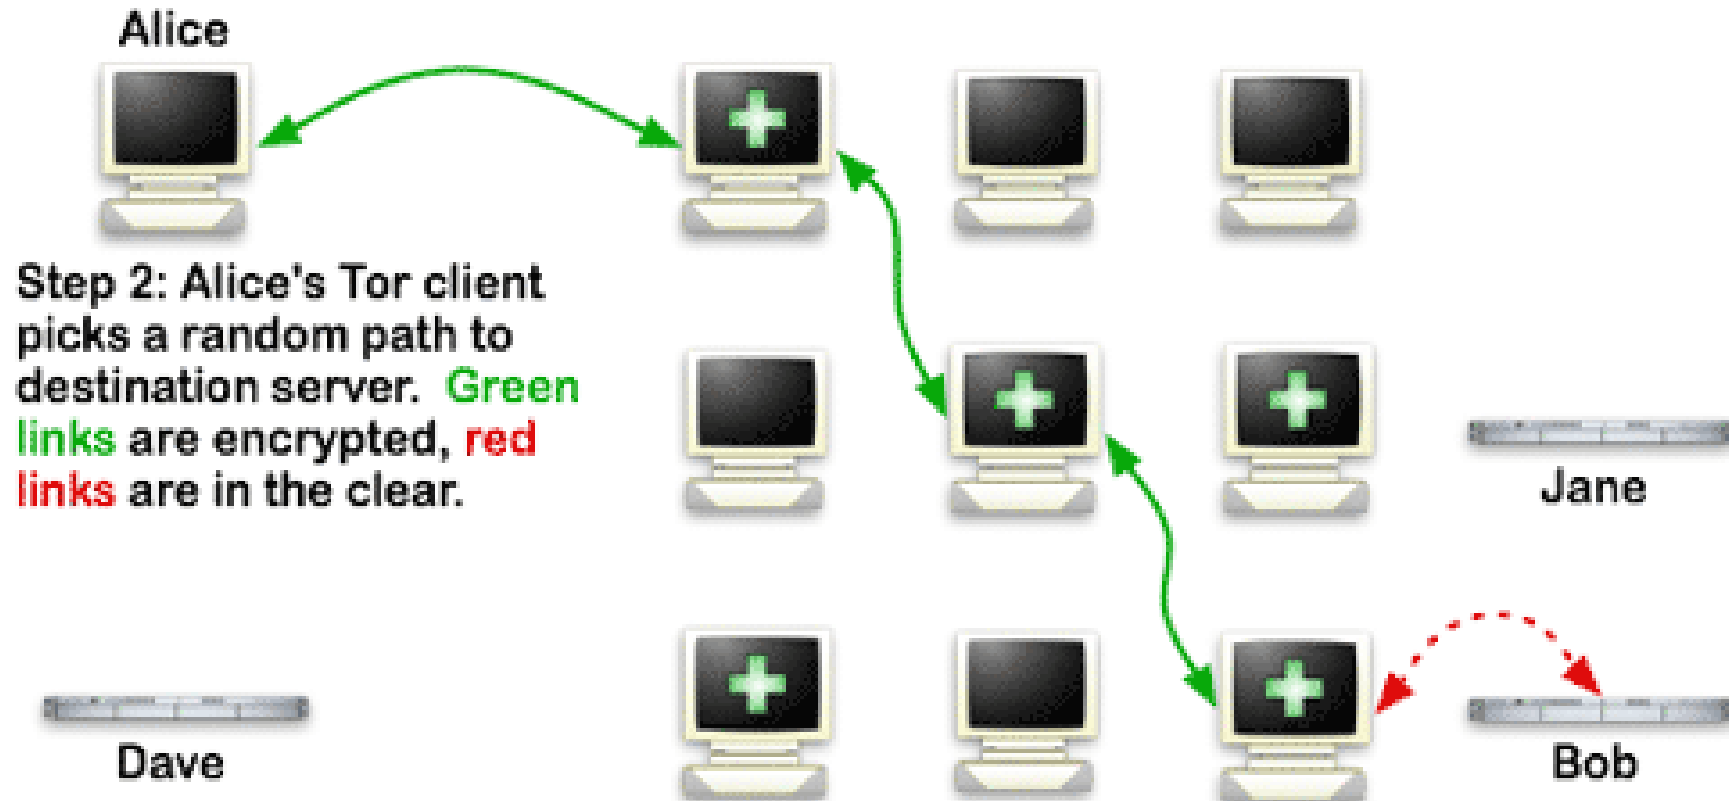 Alice
Step 2: Alice's Tor client
picks a random path to
destination server. Green
links are encrypted, red
links are in the clear.
Jane
Dave
Bob